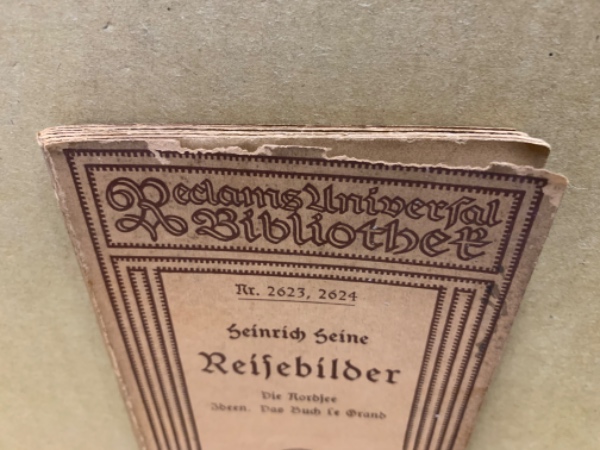 Reclams Universal
Bibliothek
Nr. 2623, 2624
Heinrich Heine
Reisebilder
Die Nordsee
Ideen. Das Buch Le Grand